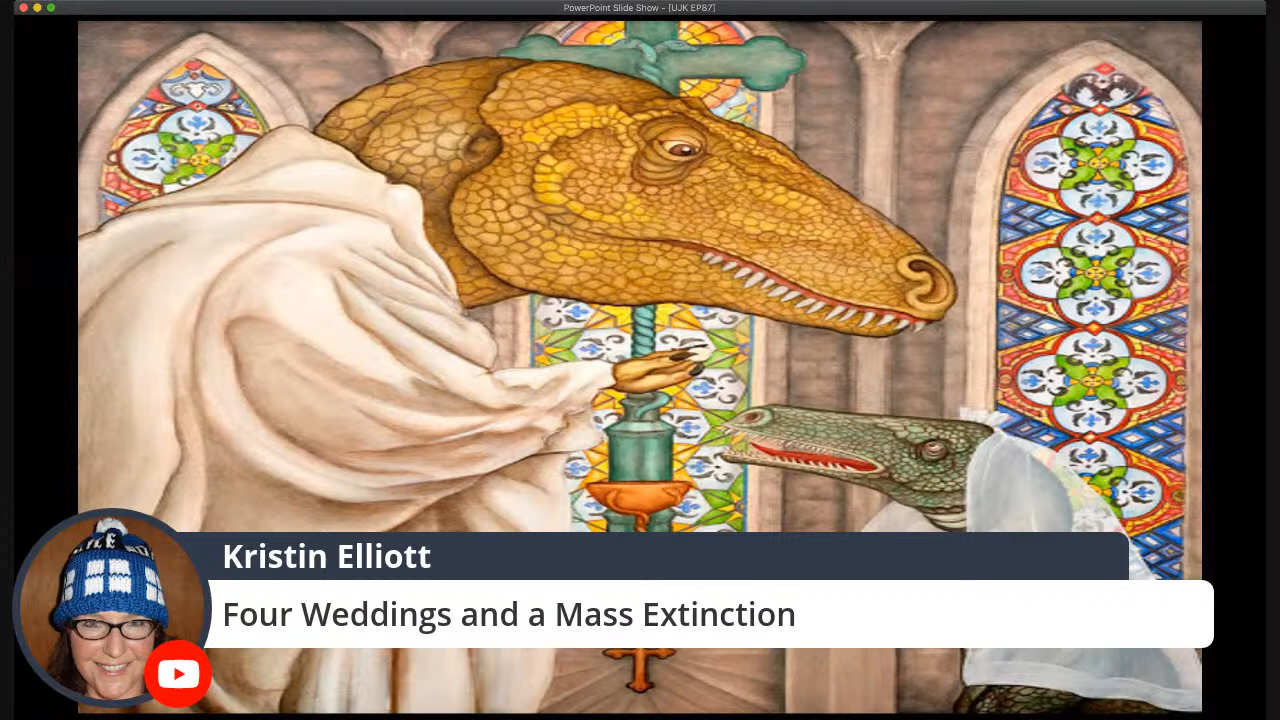 PowerPoint Slide Show - [UJK EP87]
Kristin Elliott
Four Weddings and a Mass Extinction